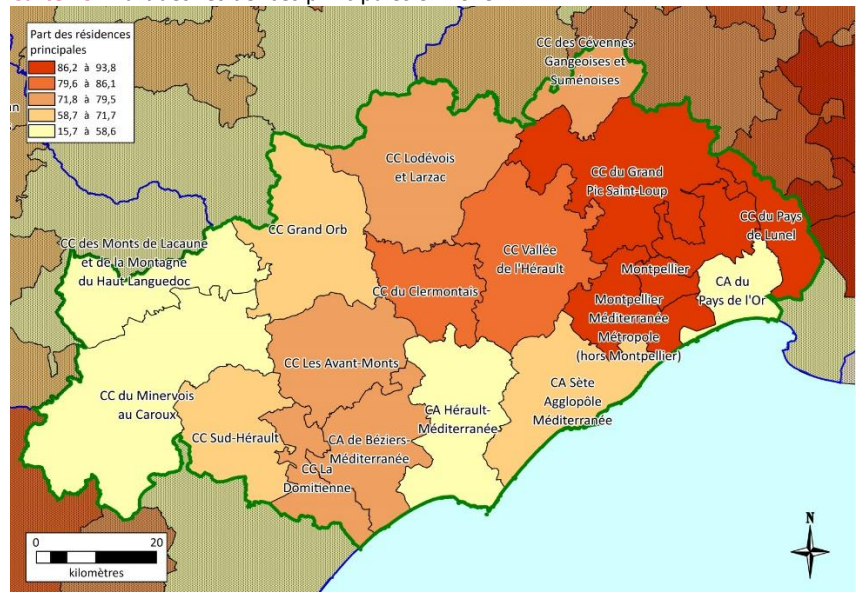 Part des résidences
principales
86,2 à 93,8
79,6 à 86,1
71,8 à 79,5
58,7 à 71,7
15,7 à 58,6
CC des Cévennes
Gangeoises et
Suménoises
CC Lodévois
et Larzac
CC du Grand
Pic Saint-Loup
CC du Pays
de Lunel
CC Grand Orb
CC des Monts de Lacaune
et de la Montagne
du Haut Languedoc
CC Vallée
de l'Hérault
Montpellier
CA du
Pays de l'Or
CC du Clermontais
Montpellier
Méditerranée
Métropole
(hors Montpellier)
CC Les Avant-Monts
CC du Minervois
au Caroux
CA Hérault-
Méditerranée
CA Sète
Agglopôle
Méditerranée
CC Sud-Hérault
CA de Béziers-
Méditerranée
CC La
Domitienne
0 20
kilomètres
N